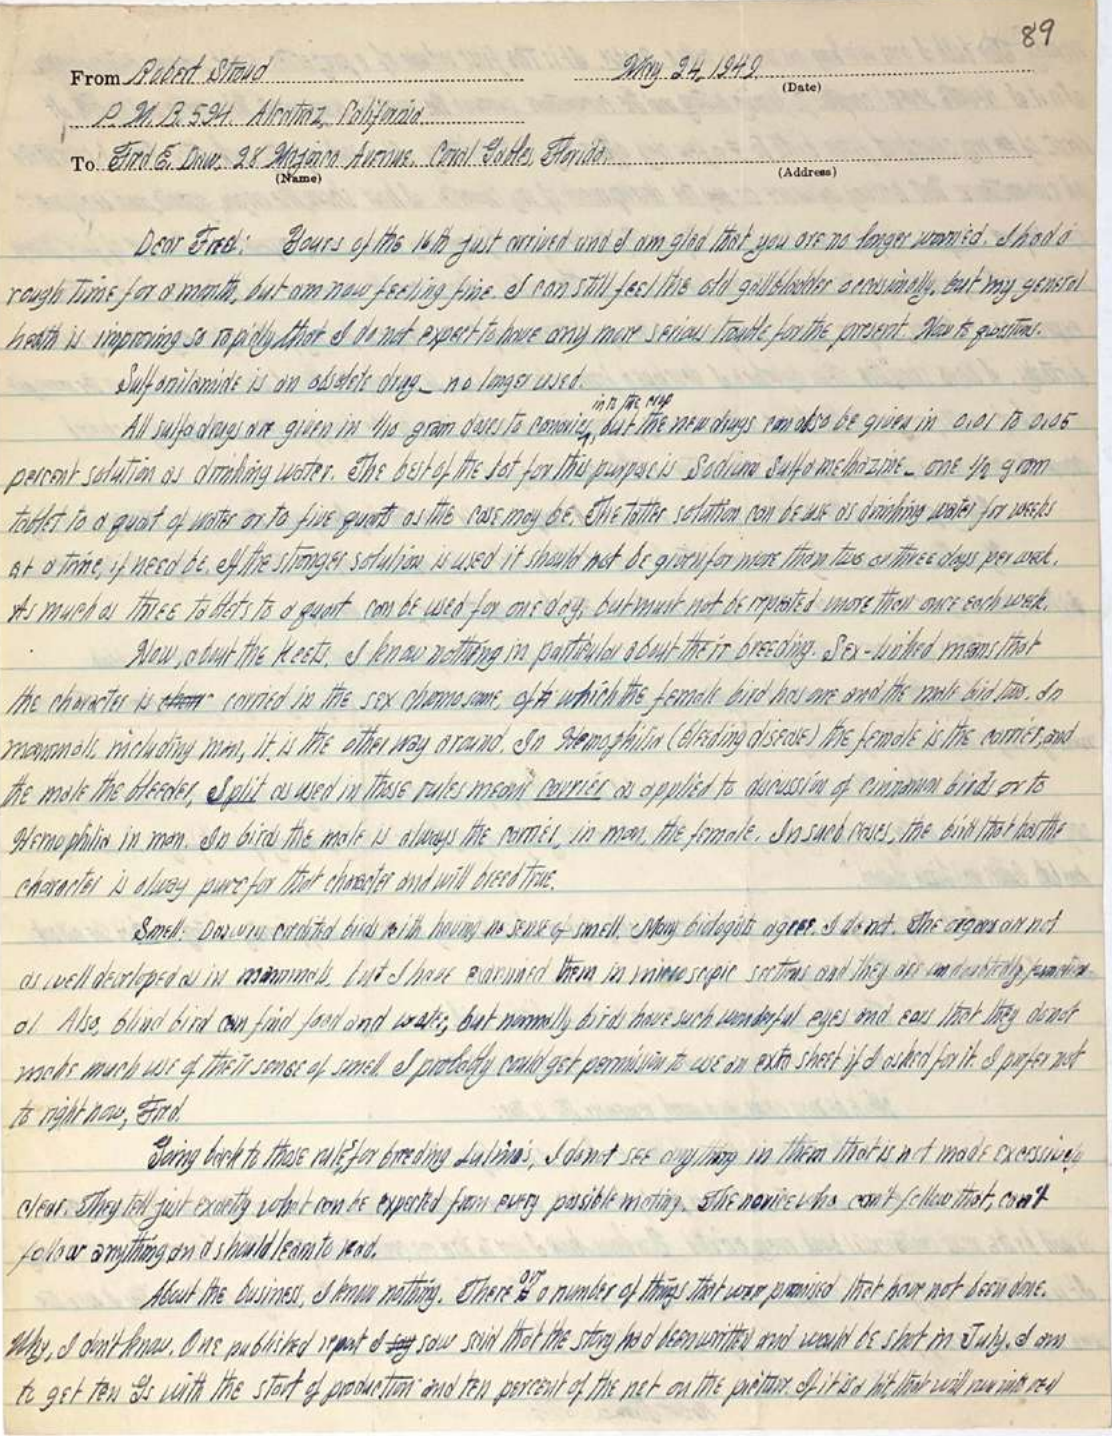 89
From Robert Stroud May 24, 1949
(Date)
P. M. B. 594. Alcatraz, California.
To Fred E. Daw, 28 Majorca Avenue, Coral Gables, Florida.
(Name) (Address)
Dear Fred: Yours of the 16th just arrived and I am glad that you are no longer worried. I had a
rough time for a month, but am now feeling fine. I can still feel the old gallbladder occasionally, but my general
health is improving so rapidly that I do not expect to have any more serious trouble for the present. Now to questions.
Sulfanilamide is an obsolete drug_ no longer used.
into the crop
All sulfa drugs are given in 1/10 grain doses to canaries, but the new drugs can also be given in 0.01 to 0.05
percent solution as drinking water. The best of the lot for this purpose is Sodium Sulfamethazine_ one 1/2 gram
tablet to a quart of water or to five quarts as the case may be. The latter solution can be use as drinking water for weeks
at a time, if need be. If the stronger solution is used it should not be given for more than two or three days per week.
As much as three tablets to a quart can be used for one day, but must not be repeated more than once each week.
Now, about the Keets. I know nothing in particular about their breeding. Sex-linked means that
the character is carried in the sex chromosome, of which the female bird has one and the male bird two. In
mammals, including man, it is the other way around. In Hemophilia (bleeding disease) the female is the carrier, and
the male the bleeder. Split as used in those rules means carrier as applied to discussion of cinnamon birds or to
Hemophilia in man. In birds the male is always the carrier, in man, the female. In such cases, the bird that has the
character is alway pure for that character and will breed true.
Smell: Darwin credited birds with having no sense of smell. Many biologists agree. I do not. The organs are not
as well developed as in mammals, but I have examined them in microscopic sections and they are undoubtedly function-
al. Also, blind bird can find food and water, but normally birds have such wonderful eyes and ears that they do not
make much use of their sense of smell. I probably could get permission to use an extra sheet if I asked for it. I prefer not
to right now, Fred.
Going back to those rules for breeding Lutino's, I do not see anything in them that is not made excessively
clear. They tell just exactly what can be expected from every possible mating. The novice who can't follow that, can't
follow anything and should learn to read.
About the business, I know nothing. There are a number of things that were promised that have not been done.
Why, I don't know. One published report I saw said that the story had been written and would be shot in July. I am
to get ten Gs with the start of production and ten percent of the net on the picture. If it is a hit that will run into real